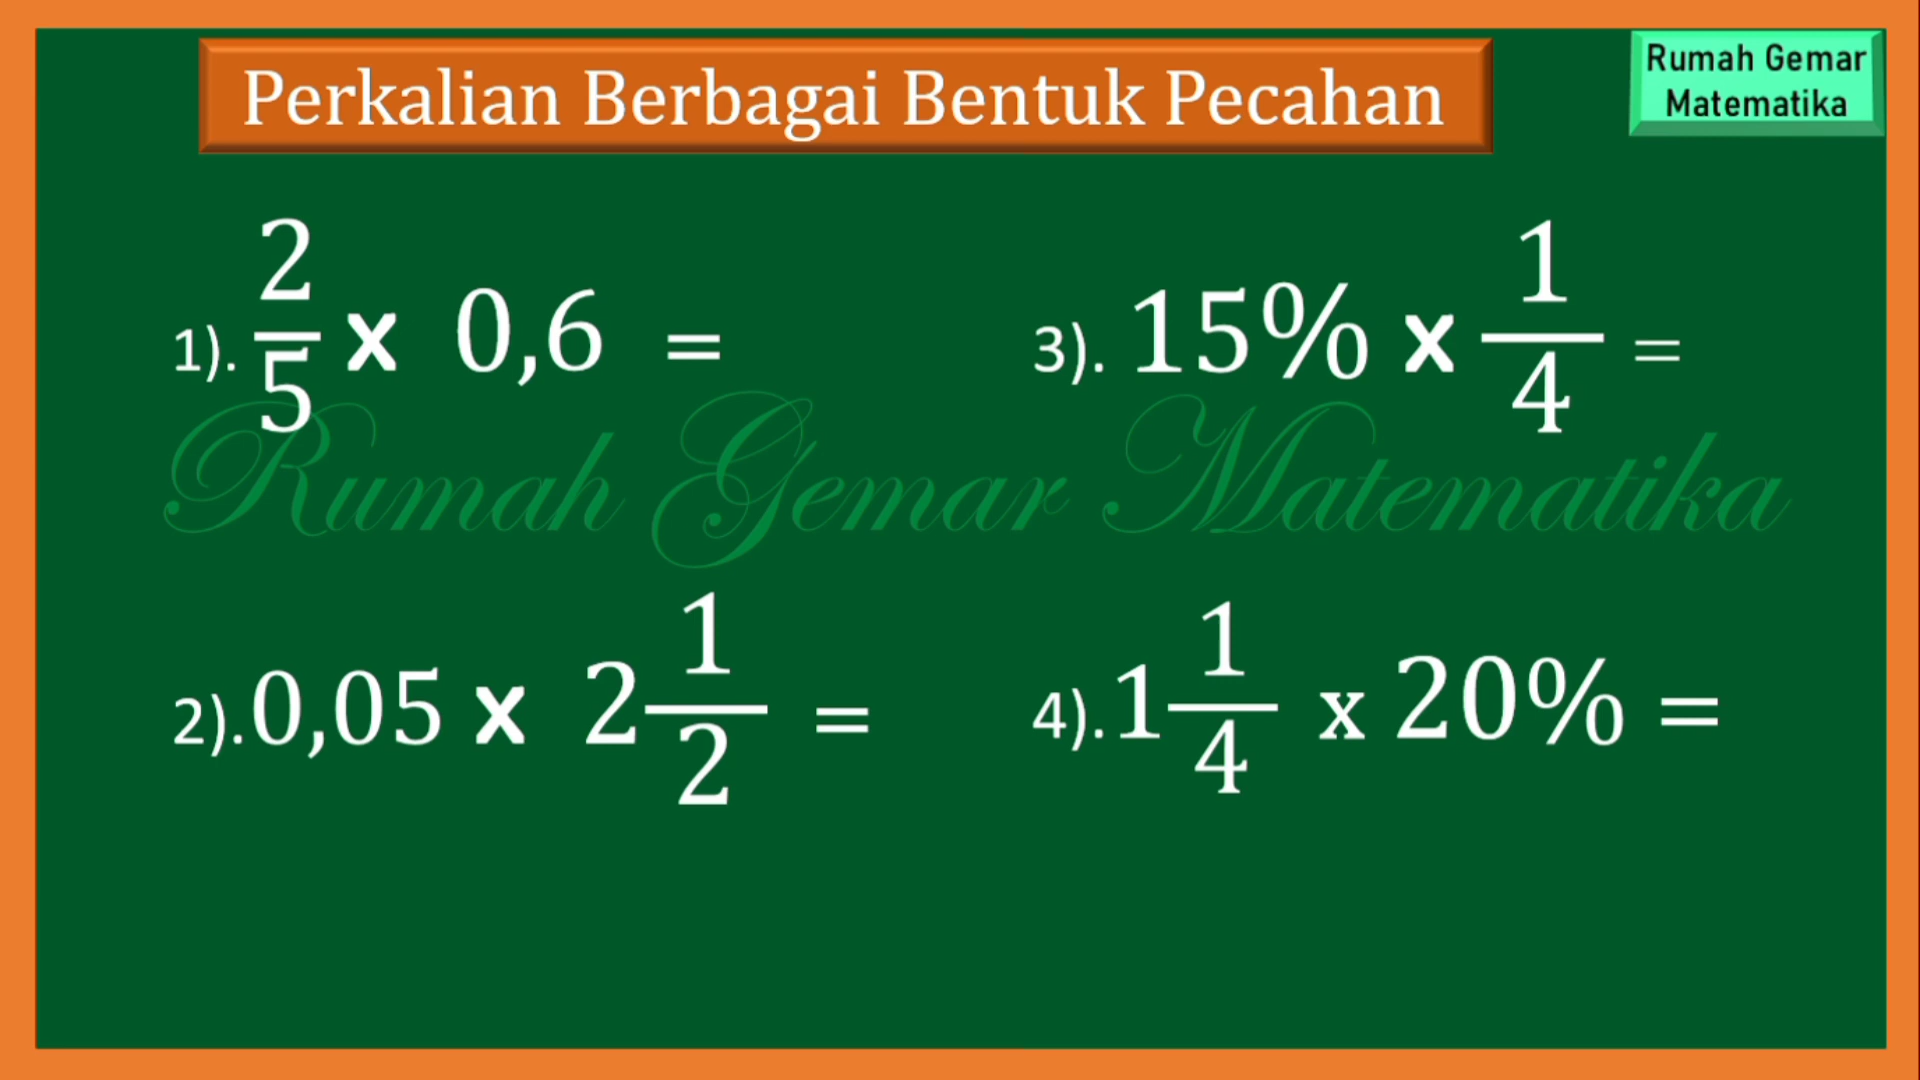 Perkalian Berbagai Bentuk Pecahan
Rumah Gemar
Matematika
1). 2/5 x 0,6 =
3). 15% x 1/4 =
Rumah Gemar Matematika
2). 0,05 x 2 1/2 =
4). 1 1/4 x 20% =